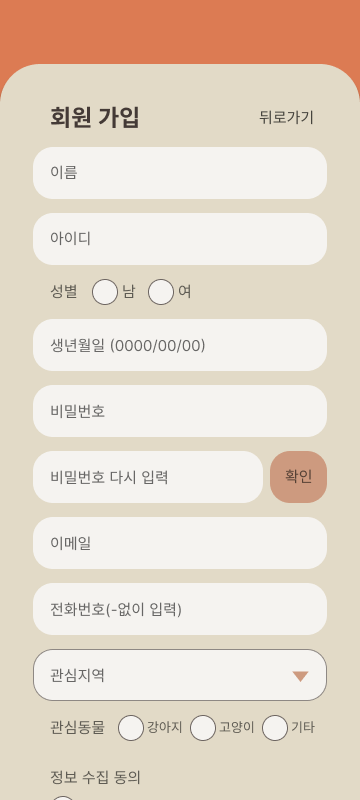 회원 가입 뒤로가기
이름
아이디
성별 남 여
생년월일 (0000/00/00)
비밀번호
비밀번호 다시 입력 확인
이메일
전화번호(-없이 입력)
관심지역
관심동물 강아지 고양이 기타
정보 수집 동의